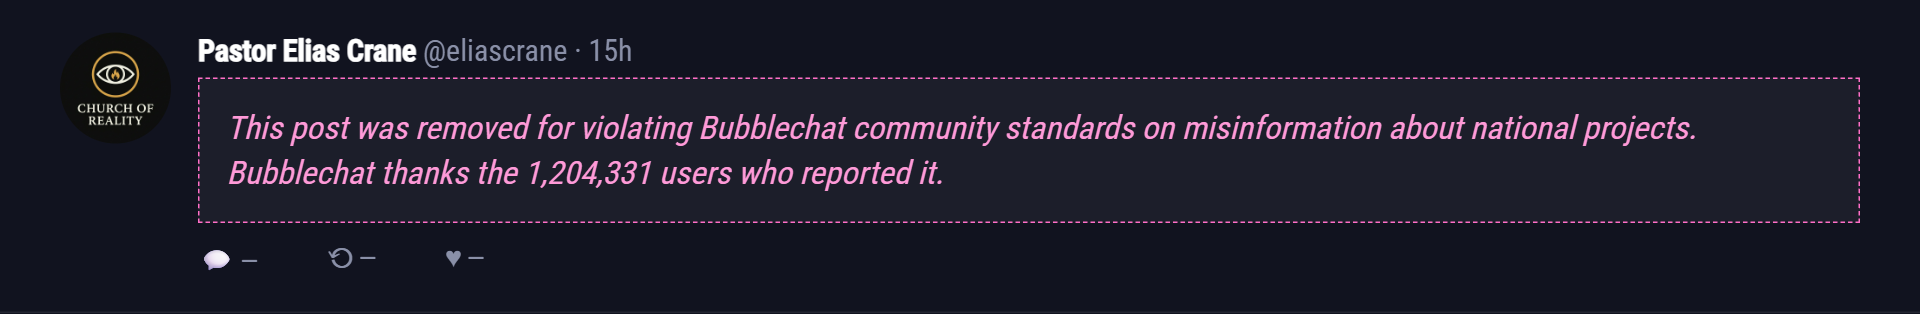 CHURCH OF
REALITY
Pastor Elias Crane @eliascrane · 15h
This post was removed for violating Bubblechat community standards on misinformation about national projects.
Bubblechat thanks the 1,204,331 users who reported it.
💬 – ⟲ – ♥ –